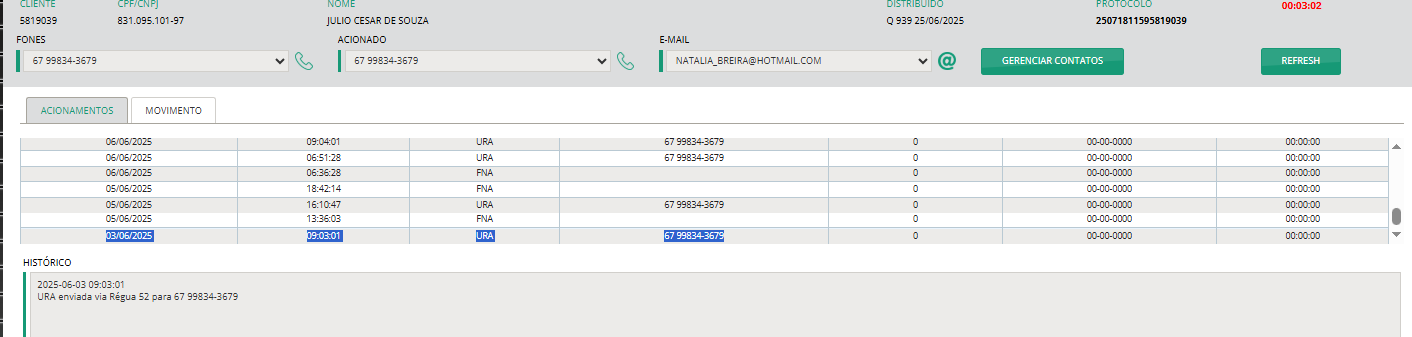 CLIENTE CPF/CNPJ NOME DISTRIBUIDO PROTOCOLO 00:03:02
5819039 831.095.101-97 JULIO CESAR DE SOUZA Q 939 25/06/2025 25071811595819039
FONES ACIONADO E-MAIL
67 99834-3679 67 99834-3679 NATALIA_BREIRA@HOTMAIL.COM @ GERENCIAR CONTATOS REFRESH
ACIONAMENTOS MOVIMENTO
06/06/2025 09:04:01 URA 67 99834-3679 0 00-00-0000 00:00:00
06/06/2025 06:51:28 URA 67 99834-3679 0 00-00-0000 00:00:00
06/06/2025 06:36:28 FNA 0 00-00-0000 00:00:00
05/06/2025 18:42:14 FNA 0 00-00-0000 00:00:00
05/06/2025 16:10:47 URA 67 99834-3679 0 00-00-0000 00:00:00
05/06/2025 13:36:03 FNA 0 00-00-0000 00:00:00
03/06/2025 09:03:01 URA 67 99834-3679 0 00-00-0000 00:00:00
HISTÓRICO
2025-06-03 09:03:01
URA enviada via Régua 52 para 67 99834-3679